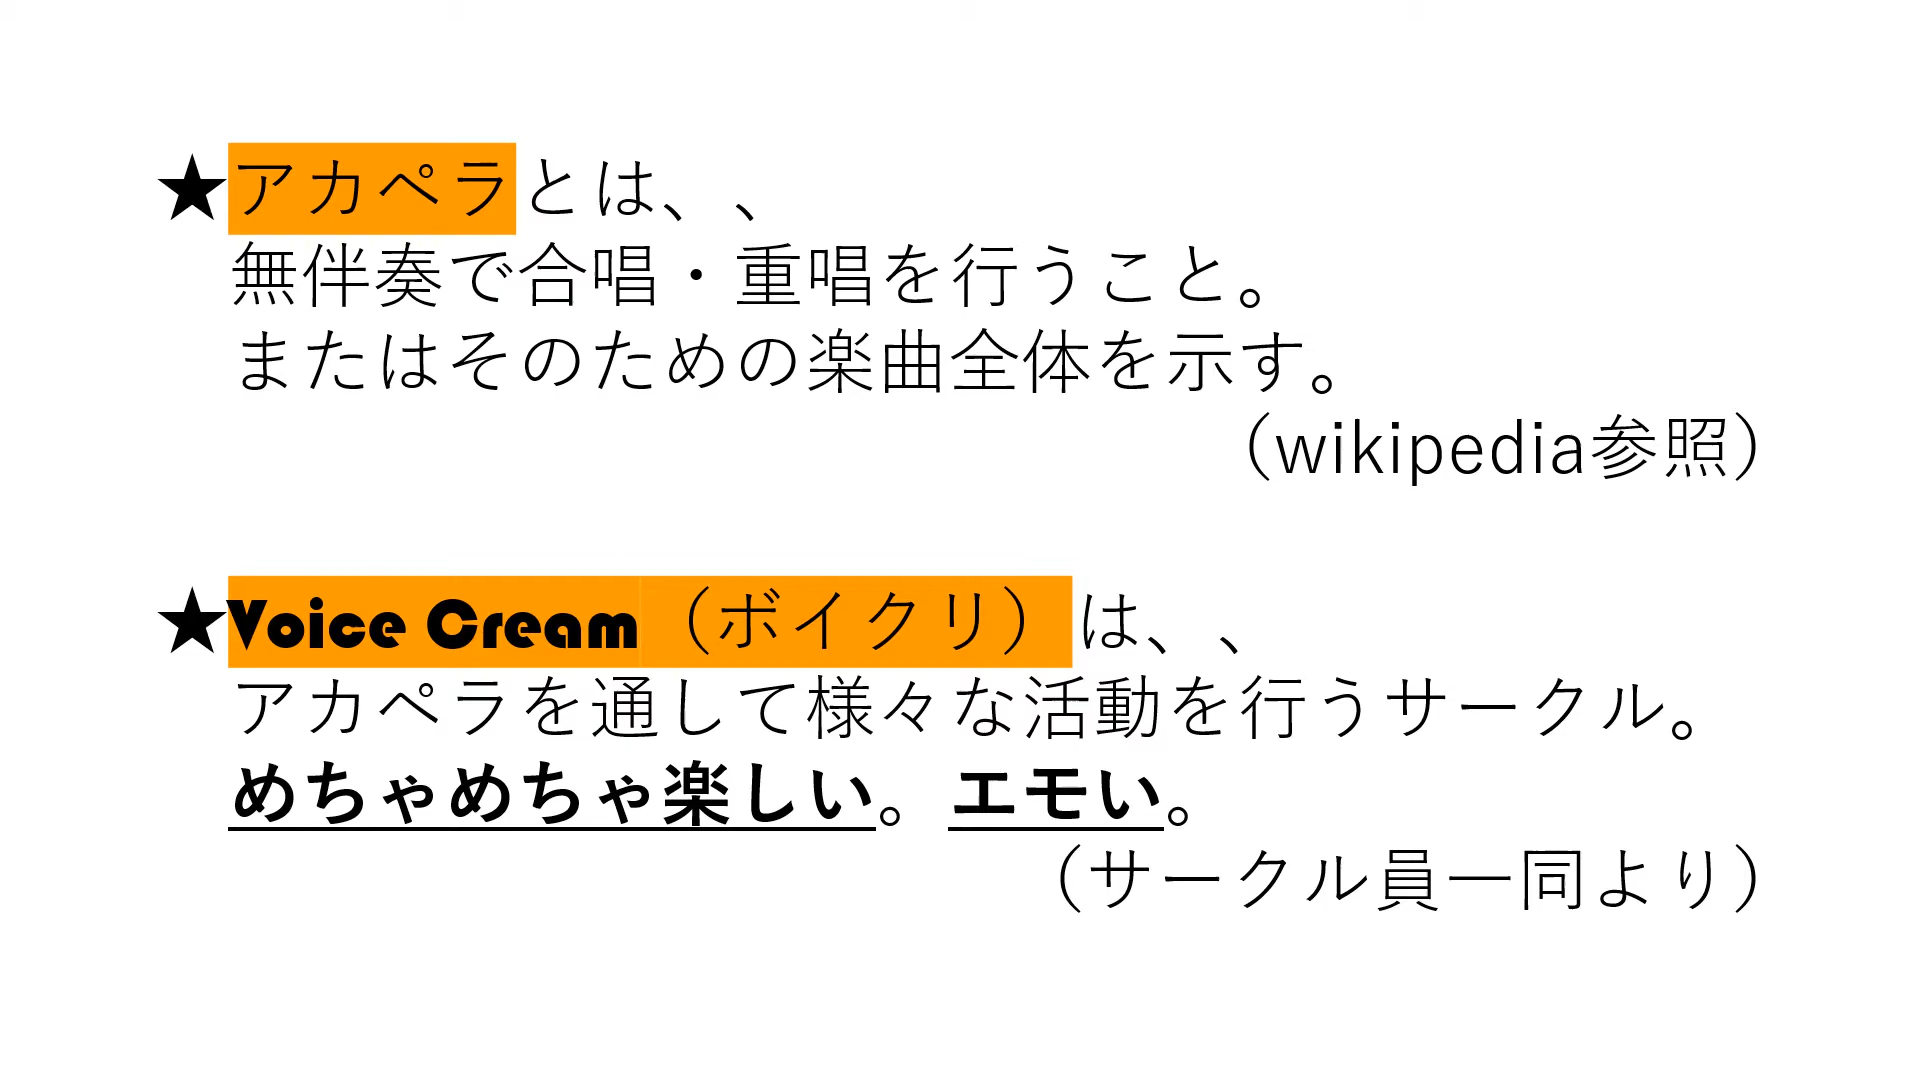 ★アカペラとは、、
無伴奏で合唱・重唱を行うこと。
またはそのための楽曲全体を示す。
（wikipedia参照）
★Voice Cream（ボイクリ）は、、
アカペラを通して様々な活動を行うサークル。
めちゃめちゃ楽しい。エモい。
（サークル員一同より）